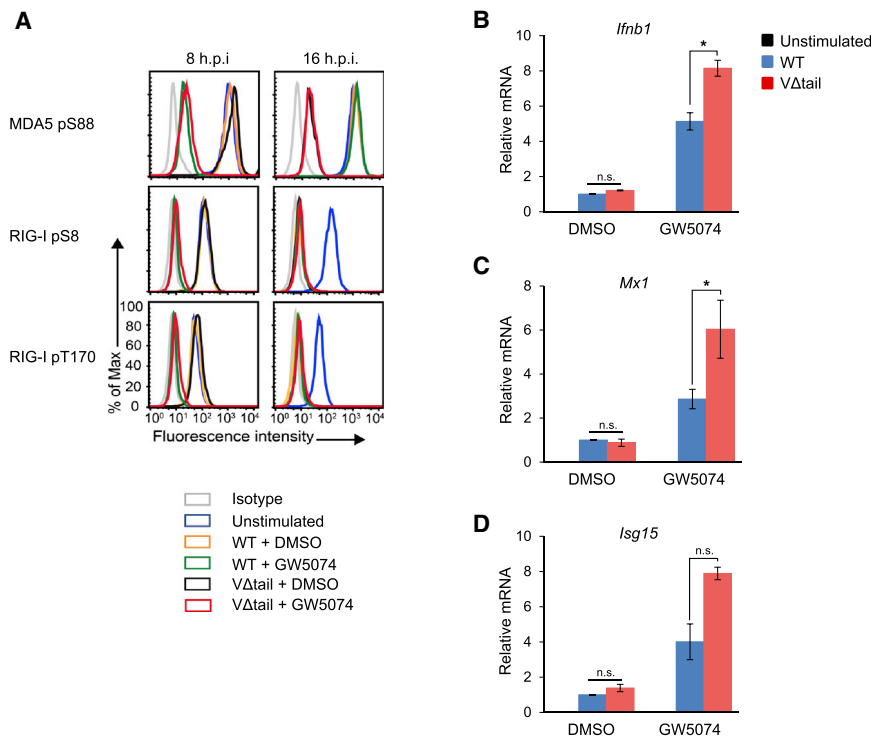 A
8 h.p.i
16 h.p.i.
MDA5 pS88
RIG-I pS8
RIG-I pT170
% of Max
100
80
60
40
20
0
10⁰ 10¹ 10² 10³ 10⁴
10⁰ 10¹ 10² 10³ 10⁴
Fluorescence intensity
Isotype
Unstimulated
WT + DMSO
WT + GW5074
VΔtail + DMSO
VΔtail + GW5074
B
Ifnb1
Relative mRNA
10
8
6
4
2
0
n.s.
*
DMSO
GW5074
Unstimulated
WT
VΔtail
C
Mx1
Relative mRNA
8
6
4
2
0
n.s.
*
DMSO
GW5074
D
Isg15
Relative mRNA
10
8
6
4
2
0
n.s.
n.s.
DMSO
GW5074